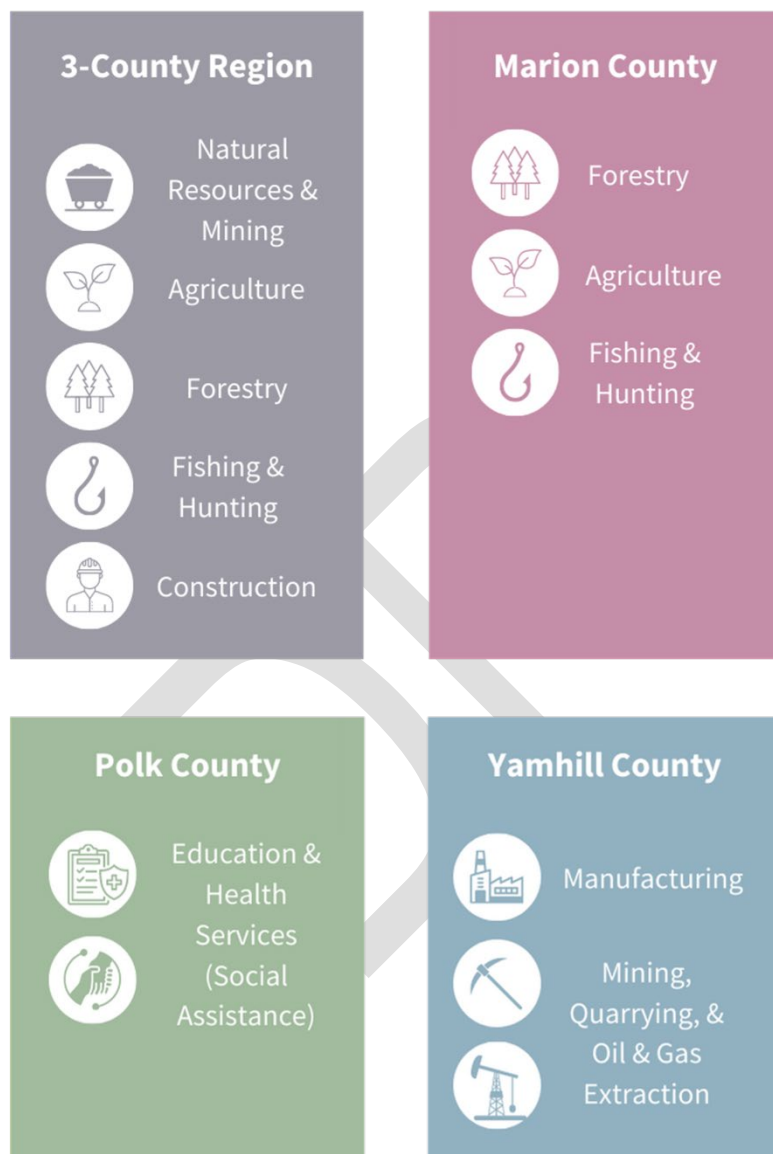 3-County Region
Natural
Resources &
Mining
Agriculture
Forestry
Fishing &
Hunting
Construction
Marion County
Forestry
Agriculture
Fishing &
Hunting
Polk County
Education &
Health
Services
(Social
Assistance)
Yamhill County
Manufacturing
Mining,
Quarrying, &
Oil & Gas
Extraction